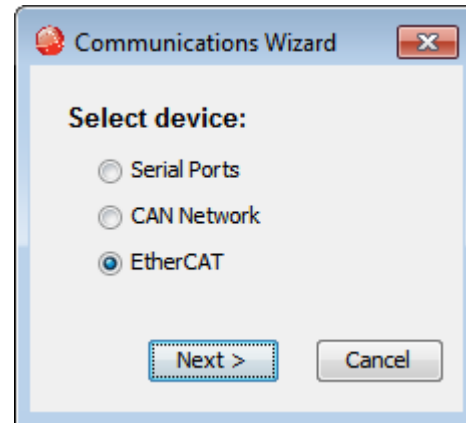 Communications Wizard
Select device:
Serial Ports
CAN Network
EtherCAT
Next >
Cancel